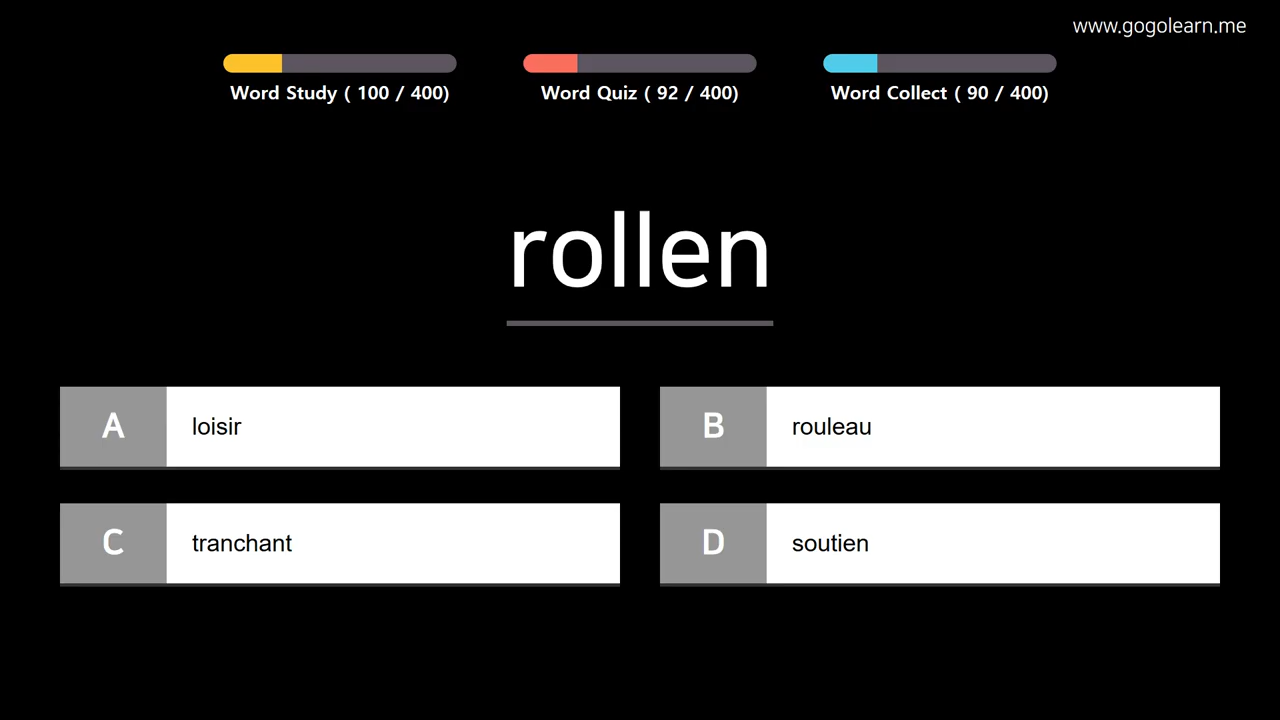 www.gogolearn.me
Word Study ( 100 / 400)
Word Quiz ( 92 / 400)
Word Collect ( 90 / 400)
rollen
A loisir
B rouleau
C tranchant
D soutien